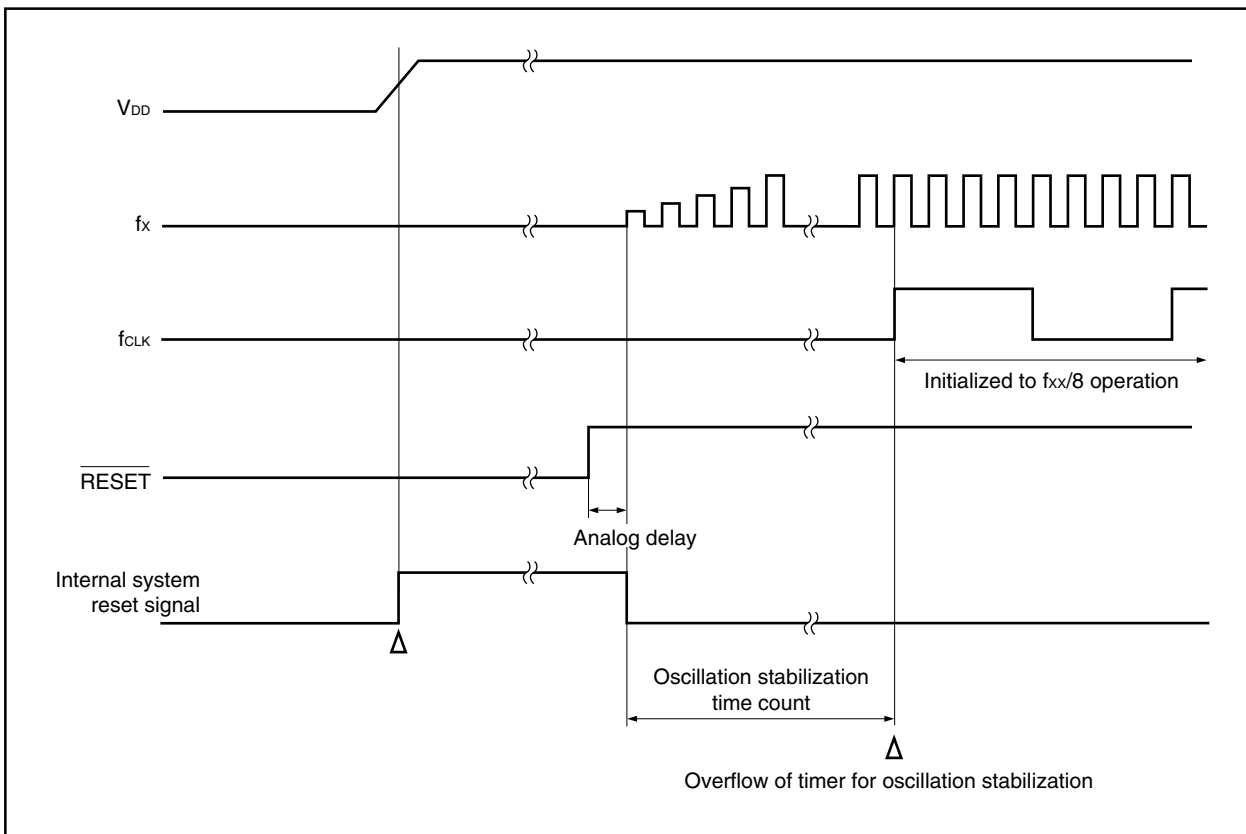 VDD
fX
fCLK
Initialized to fXX/8 operation
RESET
Analog delay
Internal system
reset signal
Oscillation stabilization
time count
Overflow of timer for oscillation stabilization